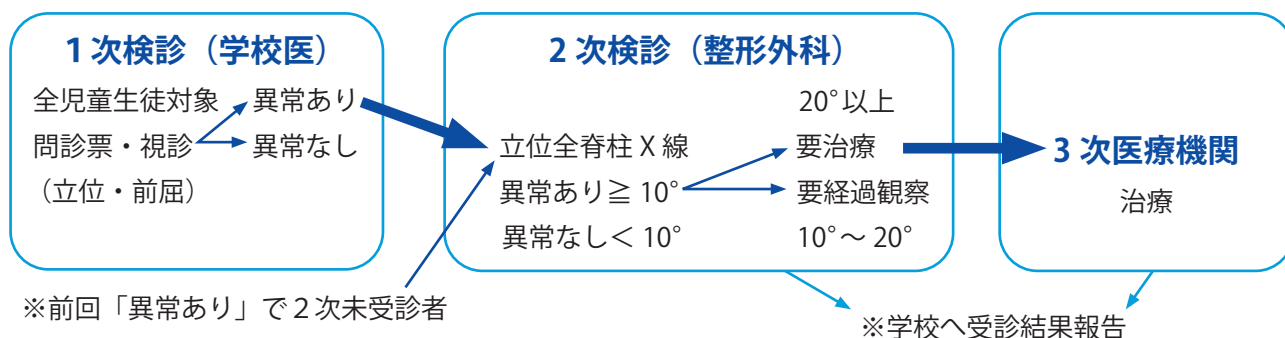 1次検診（学校医）
全児童生徒対象
問診票・視診
（立位・前屈）
異常あり
異常なし
2次検診（整形外科）
立位全脊柱X線
異常あり≧10°
異常なし＜10°
20°以上
要治療
要経過観察
10°〜20°
3次医療機関
治療
※前回「異常あり」で2次未受診者
※学校へ受診結果報告